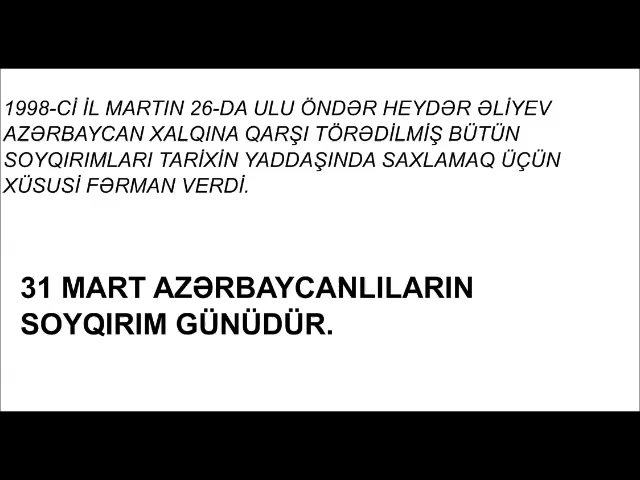 1998-Cİ İL MARTIN 26-DA ULU ÖNDƏR HEYDƏR ƏLİYEV
AZƏRBAYCAN XALQINA QARŞI TÖRƏDİLMİŞ BÜTÜN
SOYQIRIMLARI TARİXİN YADDAŞINDA SAXLAMAQ ÜÇÜN
XÜSUSİ FƏRMAN VERDİ.
31 MART AZƏRBAYCANLILARIN
SOYQIRIM GÜNÜDÜR.